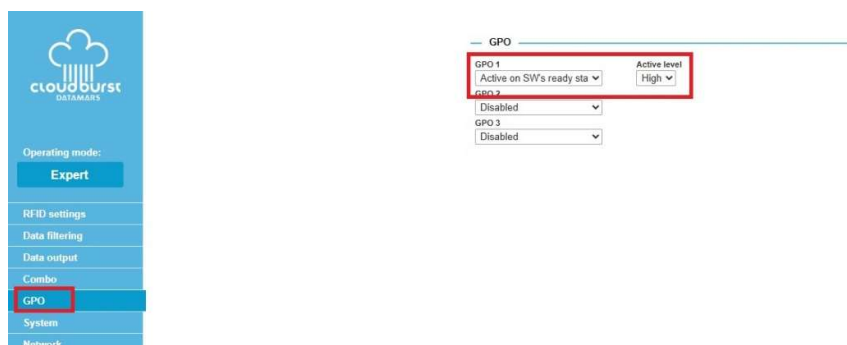 cloudburst
DATAMARS
Operating mode:
Expert
RFID settings
Data filtering
Data output
Combo
GPO
System
Network
GPO
GPO 1
Active level
Active on SW's ready sta
High
GPO 2
Disabled
GPO 3
Disabled